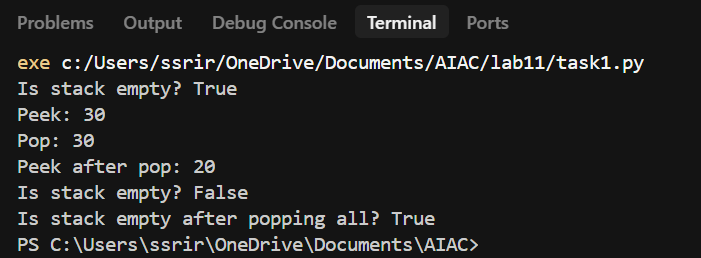 Problems Output Debug Console Terminal Ports
exe c:/Users/ssrir/OneDrive/Documents/AIAC/lab11/task1.py
Is stack empty? True
Peek: 30
Pop: 30
Peek after pop: 20
Is stack empty? False
Is stack empty after popping all? True
PS C:\Users\ssrir\OneDrive\Documents\AIAC>